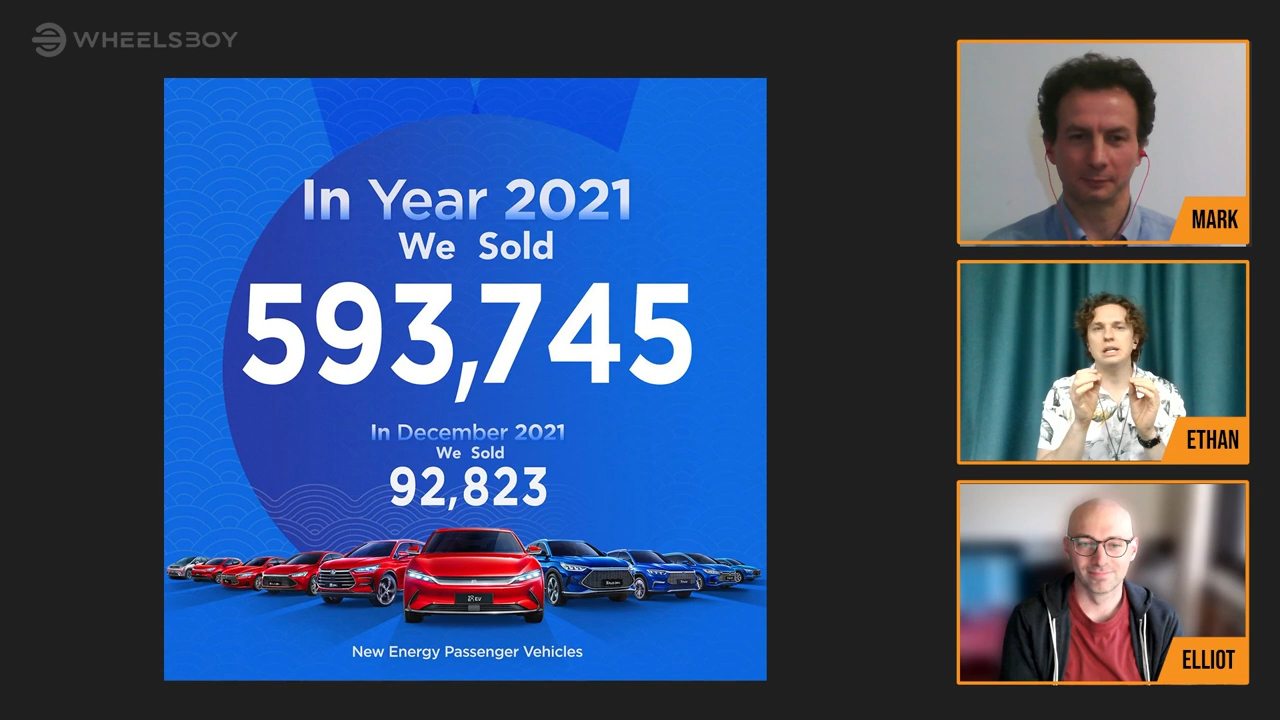 WHEELSBOY
In Year 2021
We Sold
593,745
In December 2021
We Sold
92,823
New Energy Passenger Vehicles
MARK
ETHAN
ELLIOT